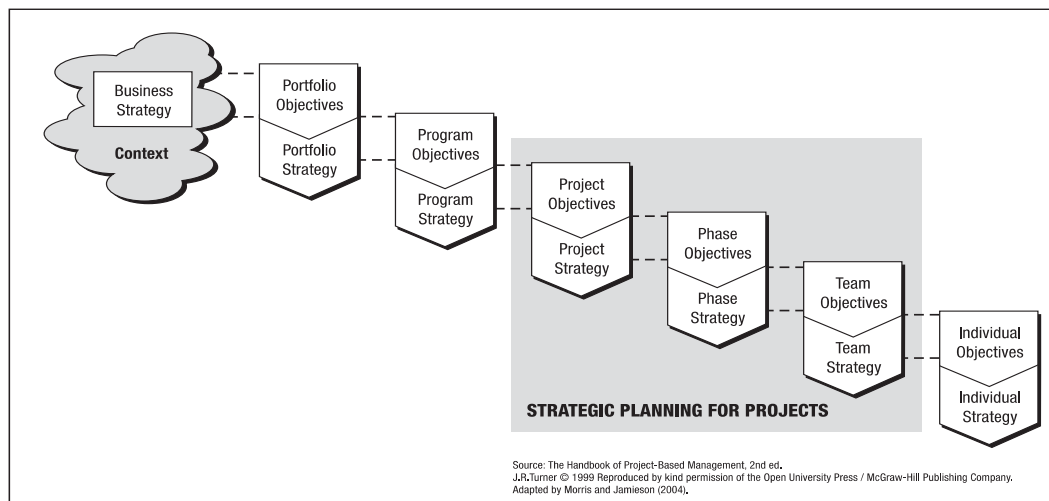 Business
Strategy
Context
Portfolio
Objectives
Portfolio
Strategy
Program
Objectives
Program
Strategy
Project
Objectives
Project
Strategy
Phase
Objectives
Phase
Strategy
Team
Objectives
Team
Strategy
Individual
Objectives
Individual
Strategy
STRATEGIC PLANNING FOR PROJECTS
Source: The Handbook of Project-Based Management, 2nd ed.
J.R.Turner © 1999 Reproduced by kind permission of the Open University Press / McGraw-Hill Publishing Company.
Adapted by Morris and Jamieson (2004).